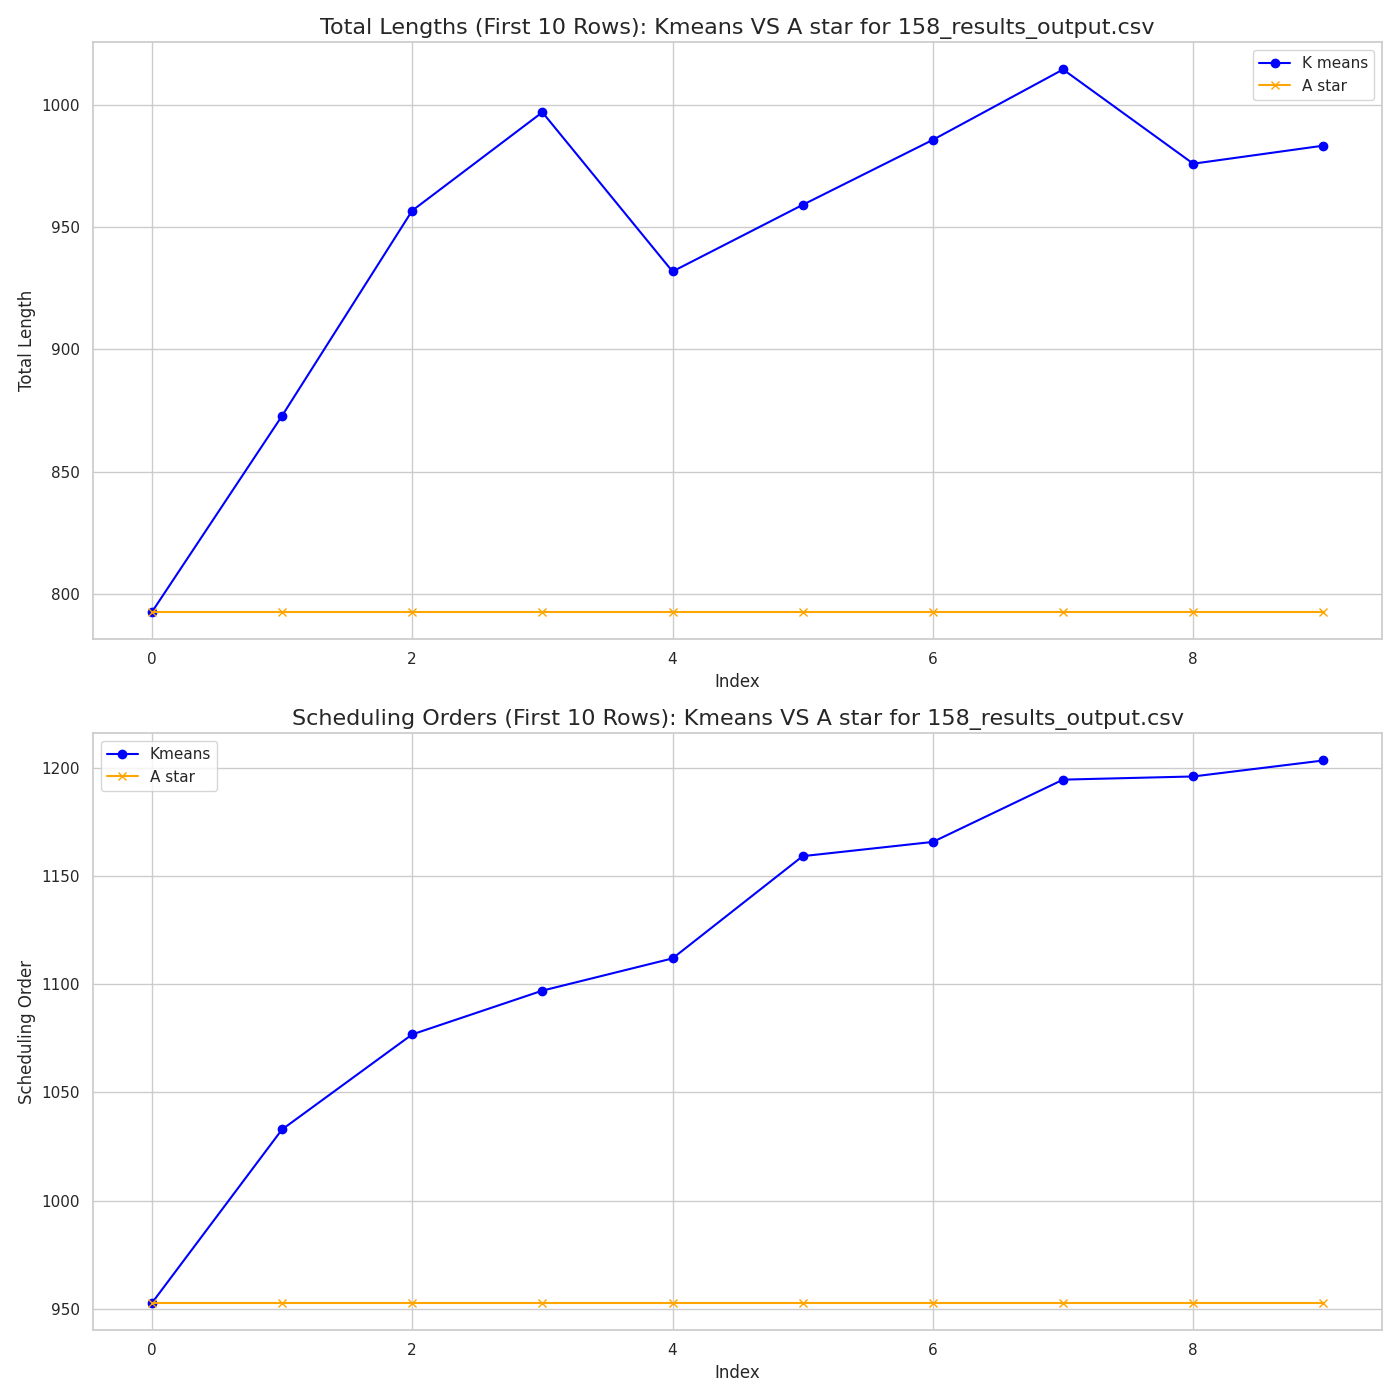 Total Lengths (First 10 Rows): Kmeans VS A star for 158_results_output.csv
K means
A star
1000
950
900
850
800
Total Length
0 2 4 6 8
Index
Scheduling Orders (First 10 Rows): Kmeans VS A star for 158_results_output.csv
Kmeans
A star
1200
1150
1100
1050
1000
950
Scheduling Order
0 2 4 6 8
Index